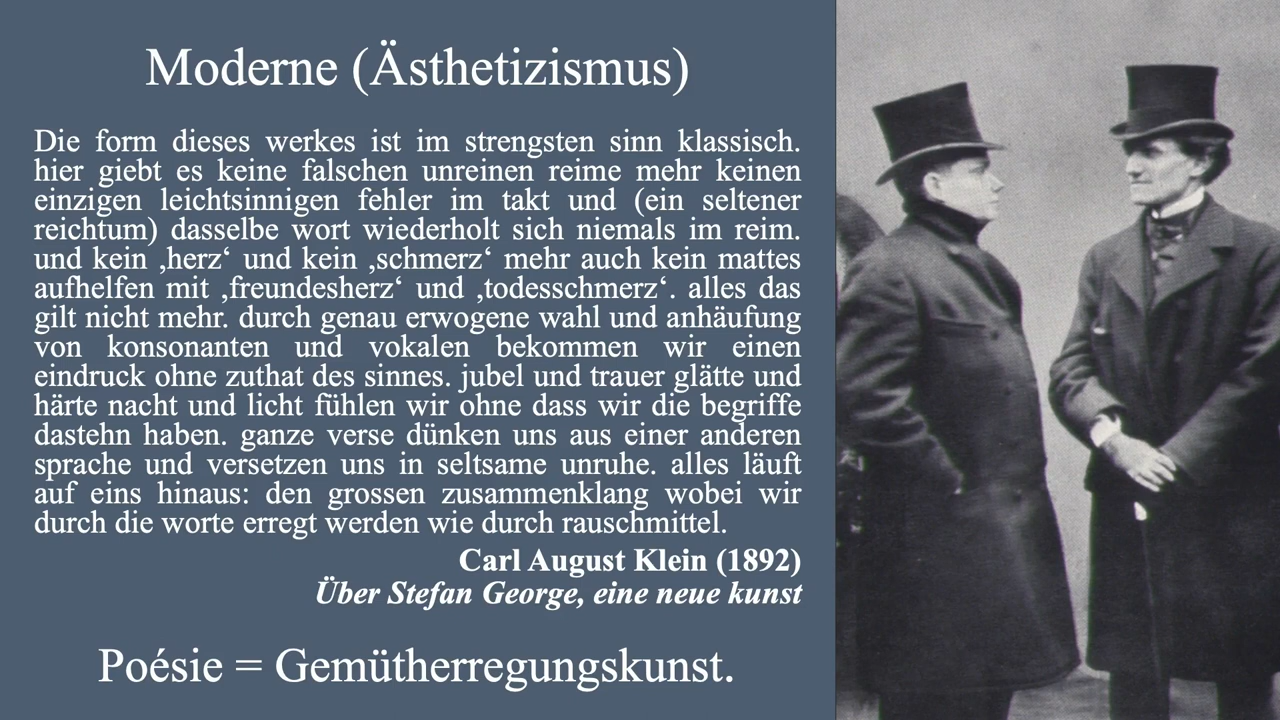 Moderne (Ästhetizismus)
Die form dieses werkes ist im strengsten sinn klassisch.
hier giebt es keine falschen unreinen reime mehr keinen
einzigen leichtsinnigen fehler im takt und (ein seltener
reichtum) dasselbe wort wiederholt sich niemals im reim.
und kein ‚herz‘ und kein ‚schmerz‘ mehr auch kein mattes
aufhelfen mit ‚freundesherz‘ und ‚todesschmerz‘. alles das
gilt nicht mehr. durch genau erwogene wahl und anhäufung
von konsonanten und vokalen bekommen wir einen
eindruck ohne zuthat des sinnes. jubel und trauer glätte und
härte nacht und licht fühlen wir ohne dass wir die begriffe
dastehn haben. ganze verse dünken uns aus einer anderen
sprache und versetzen uns in seltsame unruhe. alles läuft
auf eins hinaus: den grossen zusammenklang wobei wir
durch die worte erregt werden wie durch rauschmittel.
Carl August Klein (1892)
Über Stefan George, eine neue kunst
Poésie = Gemütherregungskunst.